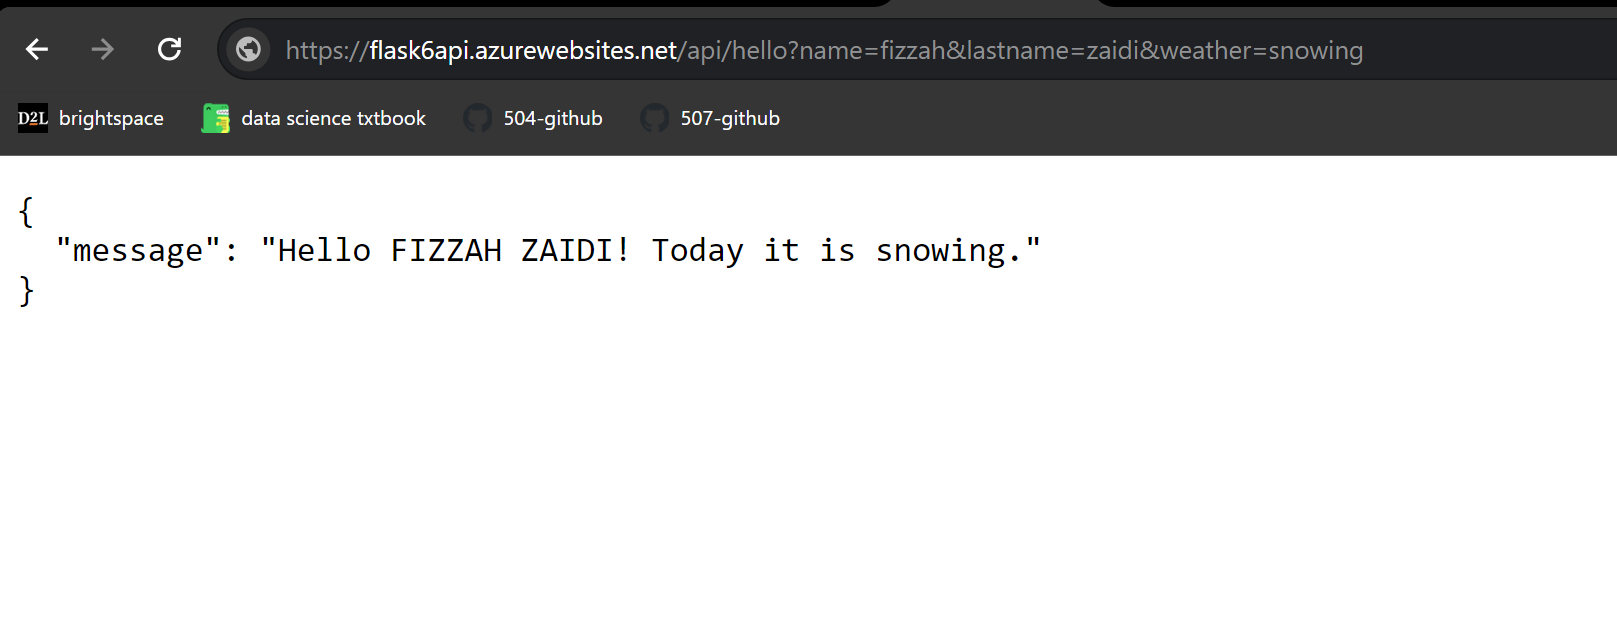 https://flask6api.azurewebsites.net/api/hello?name=fizzah&lastname=zaidi&weather=snowing
D2L brightspace data science txtbook 504-github 507-github
{
"message": "Hello FIZZAH ZAIDI! Today it is snowing."
}